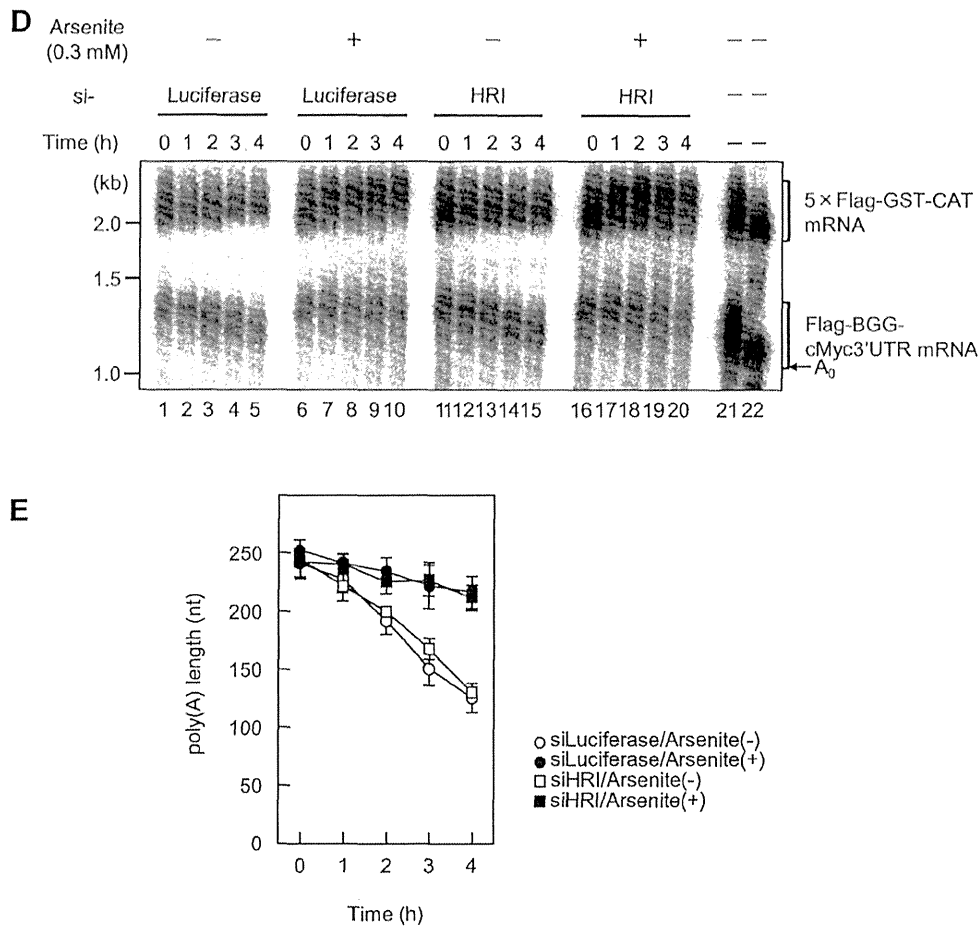 D
Arsenite
(0.3 mM) – + – + – –
si- Luciferase Luciferase HRI HRI – –
Time (h) 0 1 2 3 4 0 1 2 3 4 0 1 2 3 4 0 1 2 3 4 – –
(kb)
2.0
1.5
1.0
5 × Flag-GST-CAT
mRNA
Flag-BGG-
cMyc3'UTR mRNA
A0
1 2 3 4 5 6 7 8 9 10 11 12 13 14 15 16 17 18 19 20 21 22
E
poly(A) length (nt)
250
200
150
100
50
0
0 1 2 3 4
Time (h)
siLuciferase/Arsenite(-)
siLuciferase/Arsenite(+)
siHRI/Arsenite(-)
siHRI/Arsenite(+)